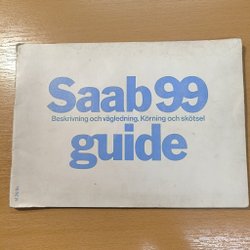 Saab 99
Beskrivning och vägledning. Körning och skötsel
guide